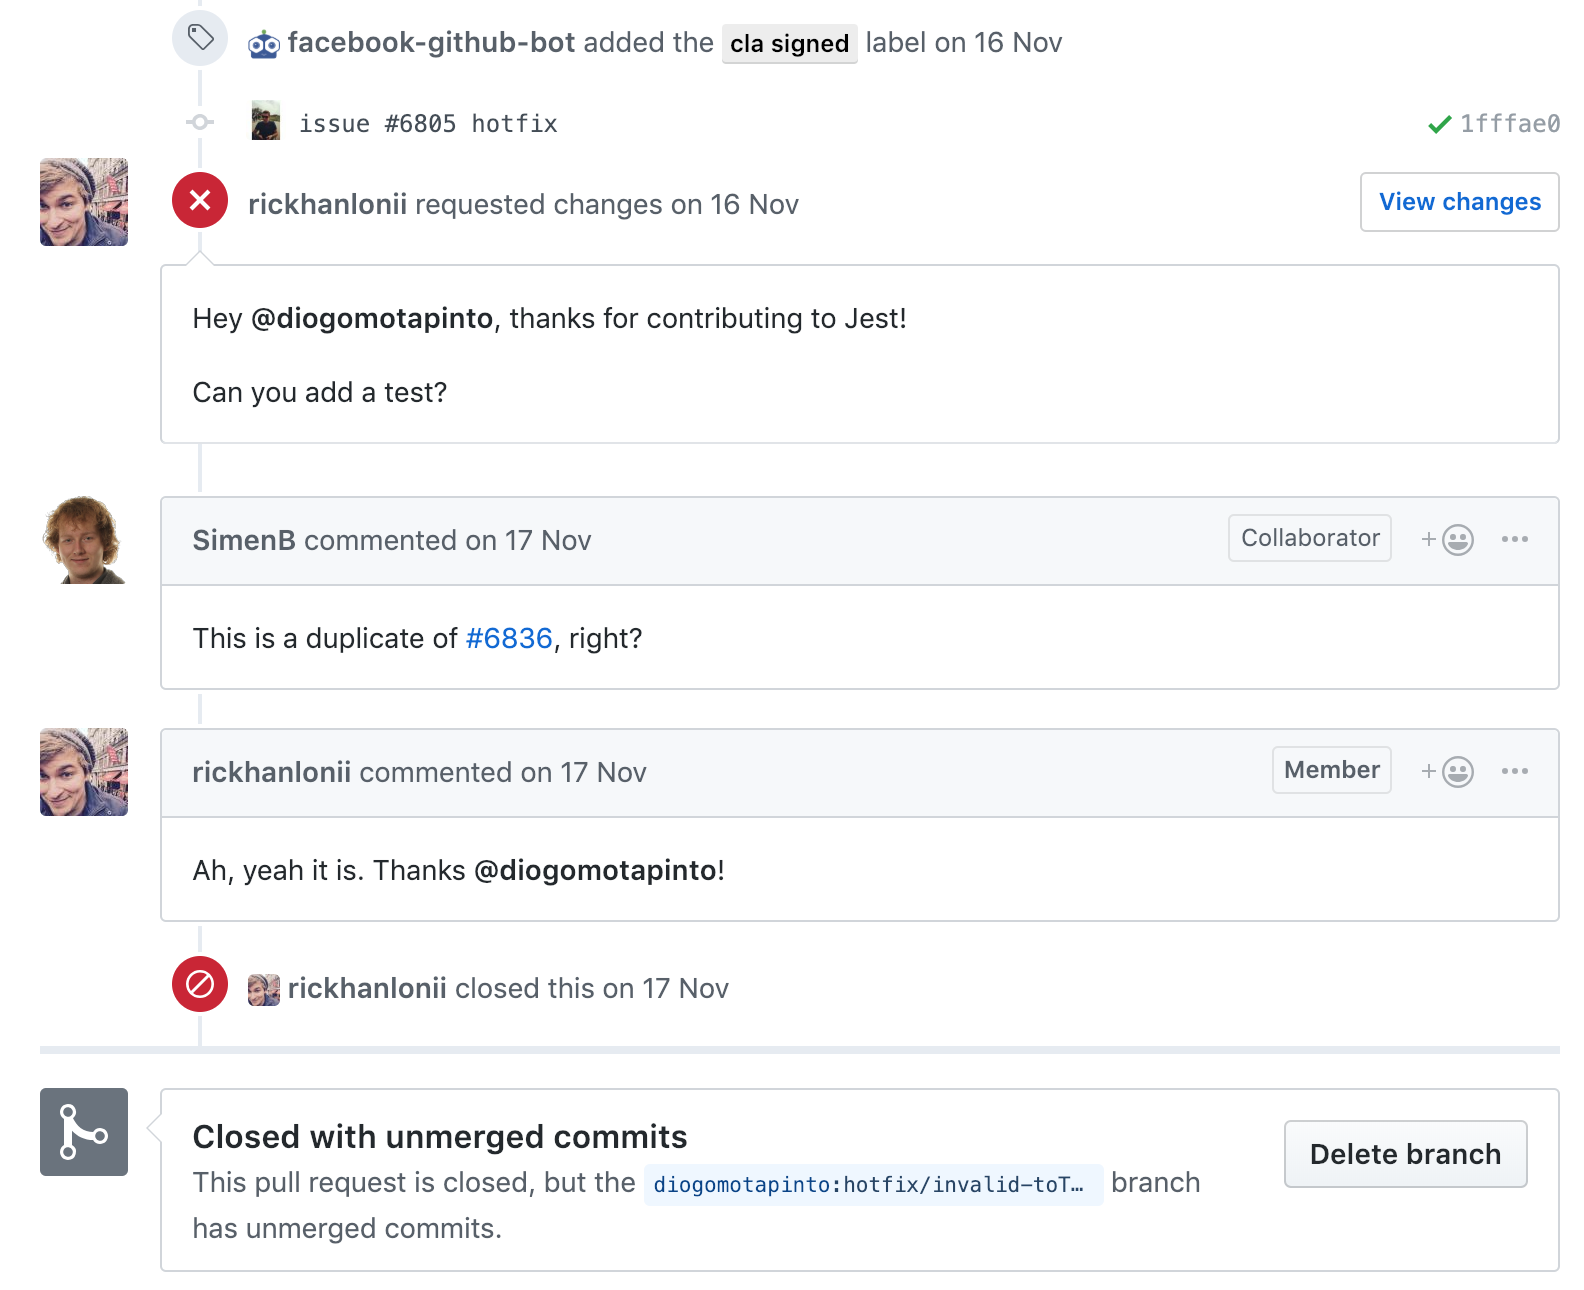 facebook-github-bot added the cla signed label on 16 Nov
issue #6805 hotfix 1fffae0
rickhanlonii requested changes on 16 Nov View changes
Hey @diogomotapinto, thanks for contributing to Jest!
Can you add a test?
SimenB commented on 17 Nov Collaborator + ...
This is a duplicate of #6836, right?
rickhanlonii commented on 17 Nov Member + ...
Ah, yeah it is. Thanks @diogomotapinto!
rickhanlonii closed this on 17 Nov
Closed with unmerged commits
Delete branch
This pull request is closed, but the diogomotapinto:hotfix/invalid-toT… branch
has unmerged commits.